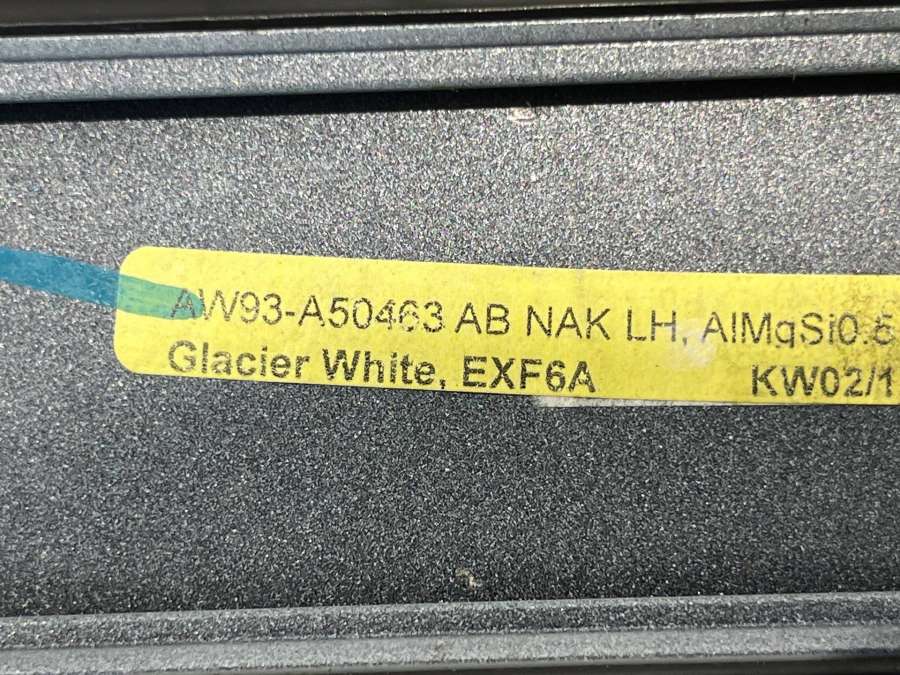 AW93-A50463 AB NAK LH, AlMgSi0.5
Glacier White, EXF6A KW02/1